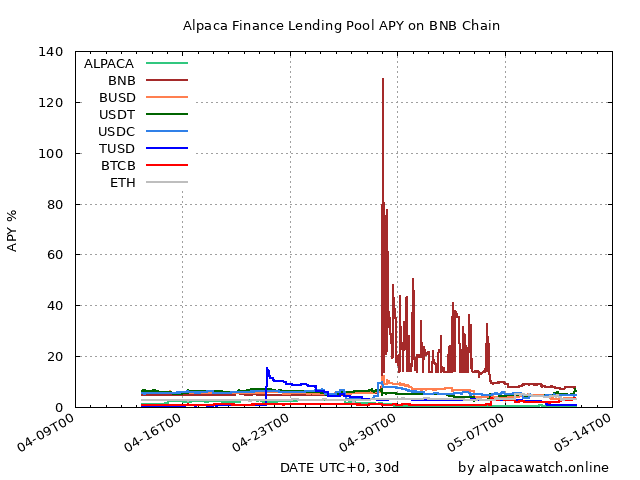 Alpaca Finance Lending Pool APY on BNB Chain
140
120
100
80
60
40
20
0
APY %
ALPACA
BNB
BUSD
USDT
USDC
TUSD
BTCB
ETH
04-09T00
04-16T00
04-23T00
04-30T00
05-07T00
05-14T00
DATE UTC+0, 30d
by alpacawatch.online